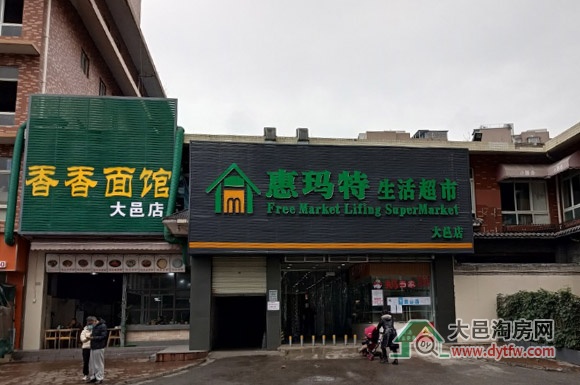 香香面馆
大邑店
惠玛特 生活超市
Free Market Lifing SuperMarket
大邑店
大邑淘房网
www.dytfw.com